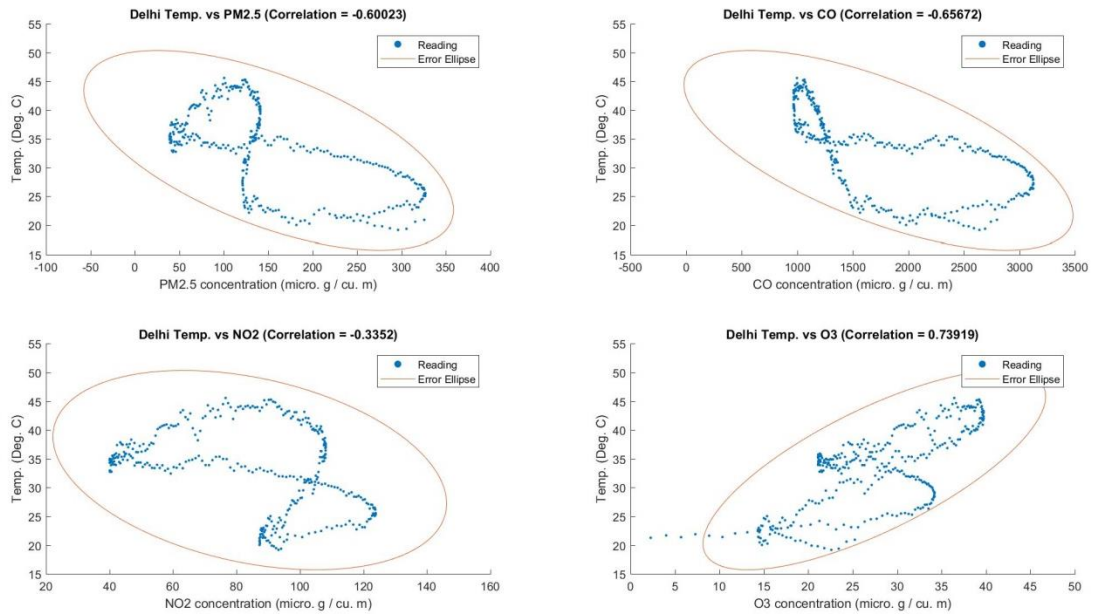 Delhi Temp. vs PM2.5 (Correlation = -0.60023)
55
50
45
40
35
30
25
20
15
Temp. (Deg. C)
Reading
Error Ellipse
-100 -50 0 50 100 150 200 250 300 350 400
PM2.5 concentration (micro. g / cu. m)
Delhi Temp. vs CO (Correlation = -0.65672)
55
50
45
40
35
30
25
20
15
Temp. (Deg. C)
Reading
Error Ellipse
-500 0 500 1000 1500 2000 2500 3000 3500
CO concentration (micro. g / cu. m)
Delhi Temp. vs NO2 (Correlation = -0.3352)
55
50
45
40
35
30
25
20
15
Temp. (Deg. C)
Reading
Error Ellipse
20 40 60 80 100 120 140 160
NO2 concentration (micro. g / cu. m)
Delhi Temp. vs O3 (Correlation = 0.73919)
55
50
45
40
35
30
25
20
15
Temp. (Deg. C)
Reading
Error Ellipse
0 5 10 15 20 25 30 35 40 45 50
O3 concentration (micro. g / cu. m)